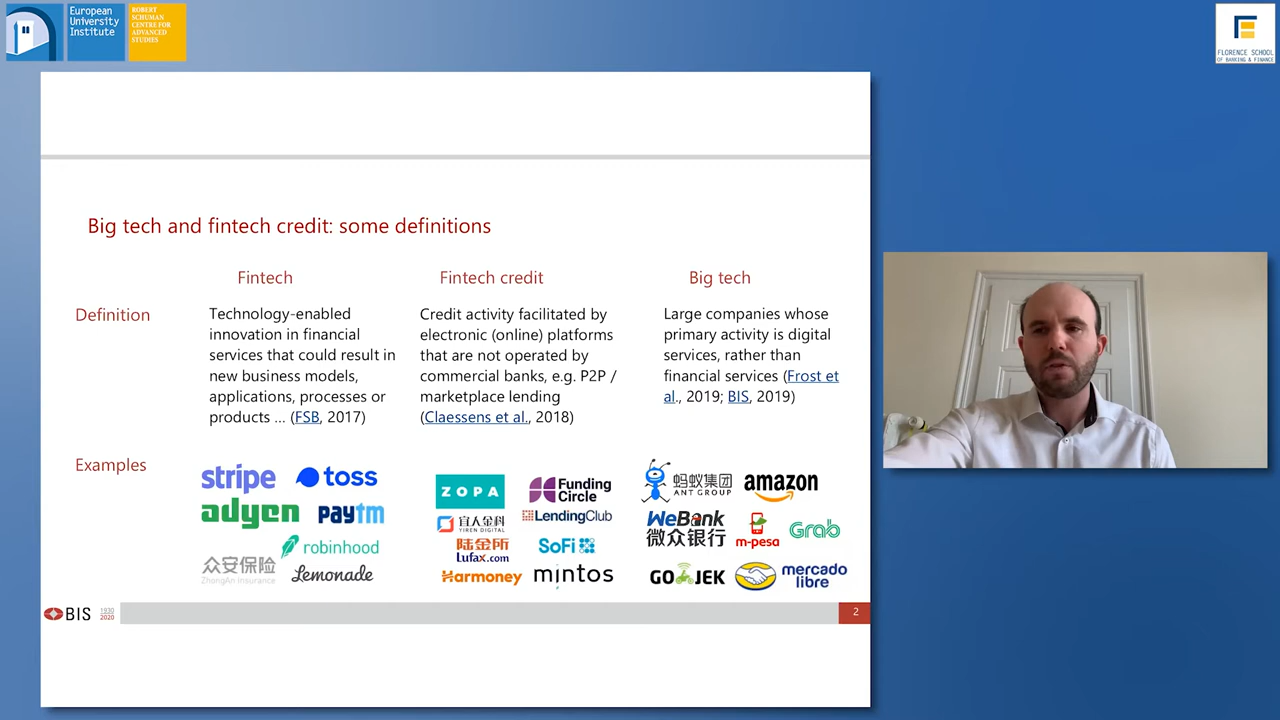 European
University
Institute
ROBERT
SCHUMAN
CENTRE FOR
ADVANCED
STUDIES
FLORENCE SCHOOL
OF BANKING & FINANCE
Big tech and fintech credit: some definitions
Fintech
Fintech credit
Big tech
Definition
Technology-enabled
innovation in financial
services that could result in
new business models,
applications, processes or
products ... (FSB, 2017)
Credit activity facilitated by
electronic (online) platforms
that are not operated by
commercial banks, e.g. P2P /
marketplace lending
(Claessens et al., 2018)
Large companies whose
primary activity is digital
services, rather than
financial services (Frost et
al., 2019; BIS, 2019)
Examples
stripe
toss
adyen
paytm
robinhood
众安保险
ZhongAn Insurance
Lemonade
ZOPA
Funding
Circle
宜人金科
YIREN DIGITAL
LendingClub
陆金所
Lufax.com
SoFi
Harmoney
mintos
蚂蚁集团
ANT GROUP
amazon
WeBank
微众银行
m-pesa
Grab
GOJEK
mercado
libre
BIS
1930
2020
2